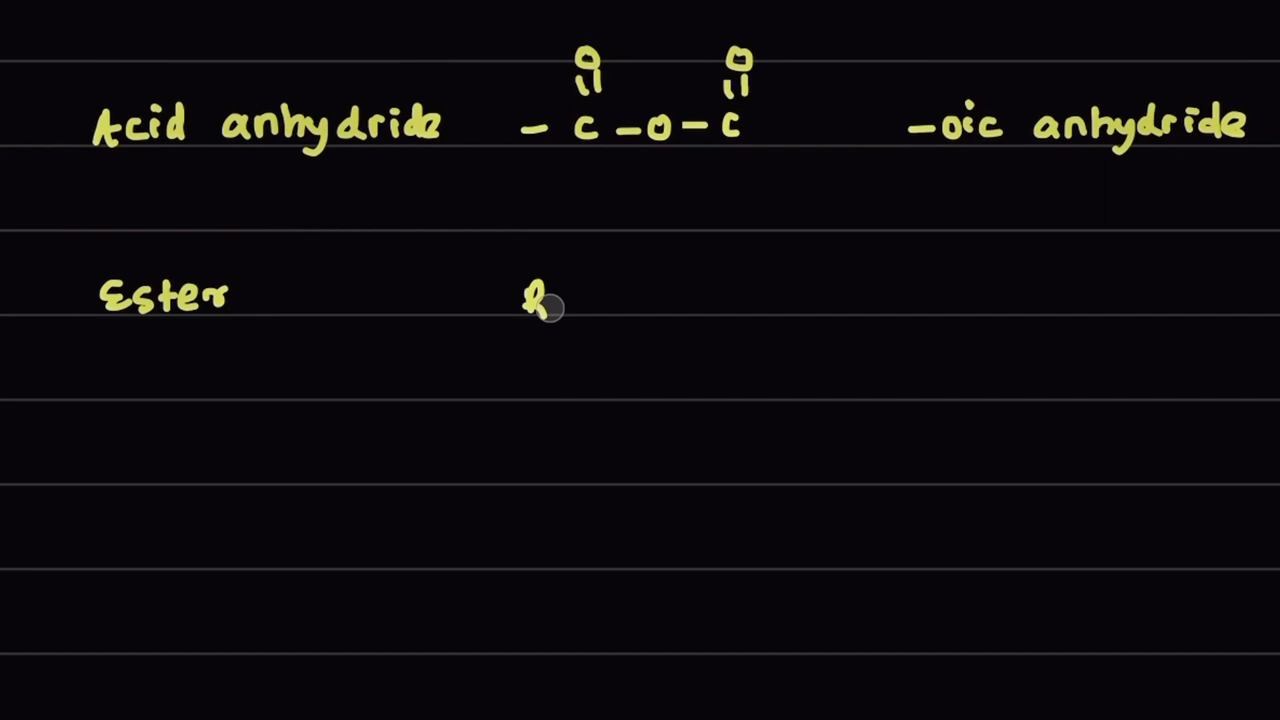 O O
Acid anhydride - C - O - C -oic anhydride
Ester R